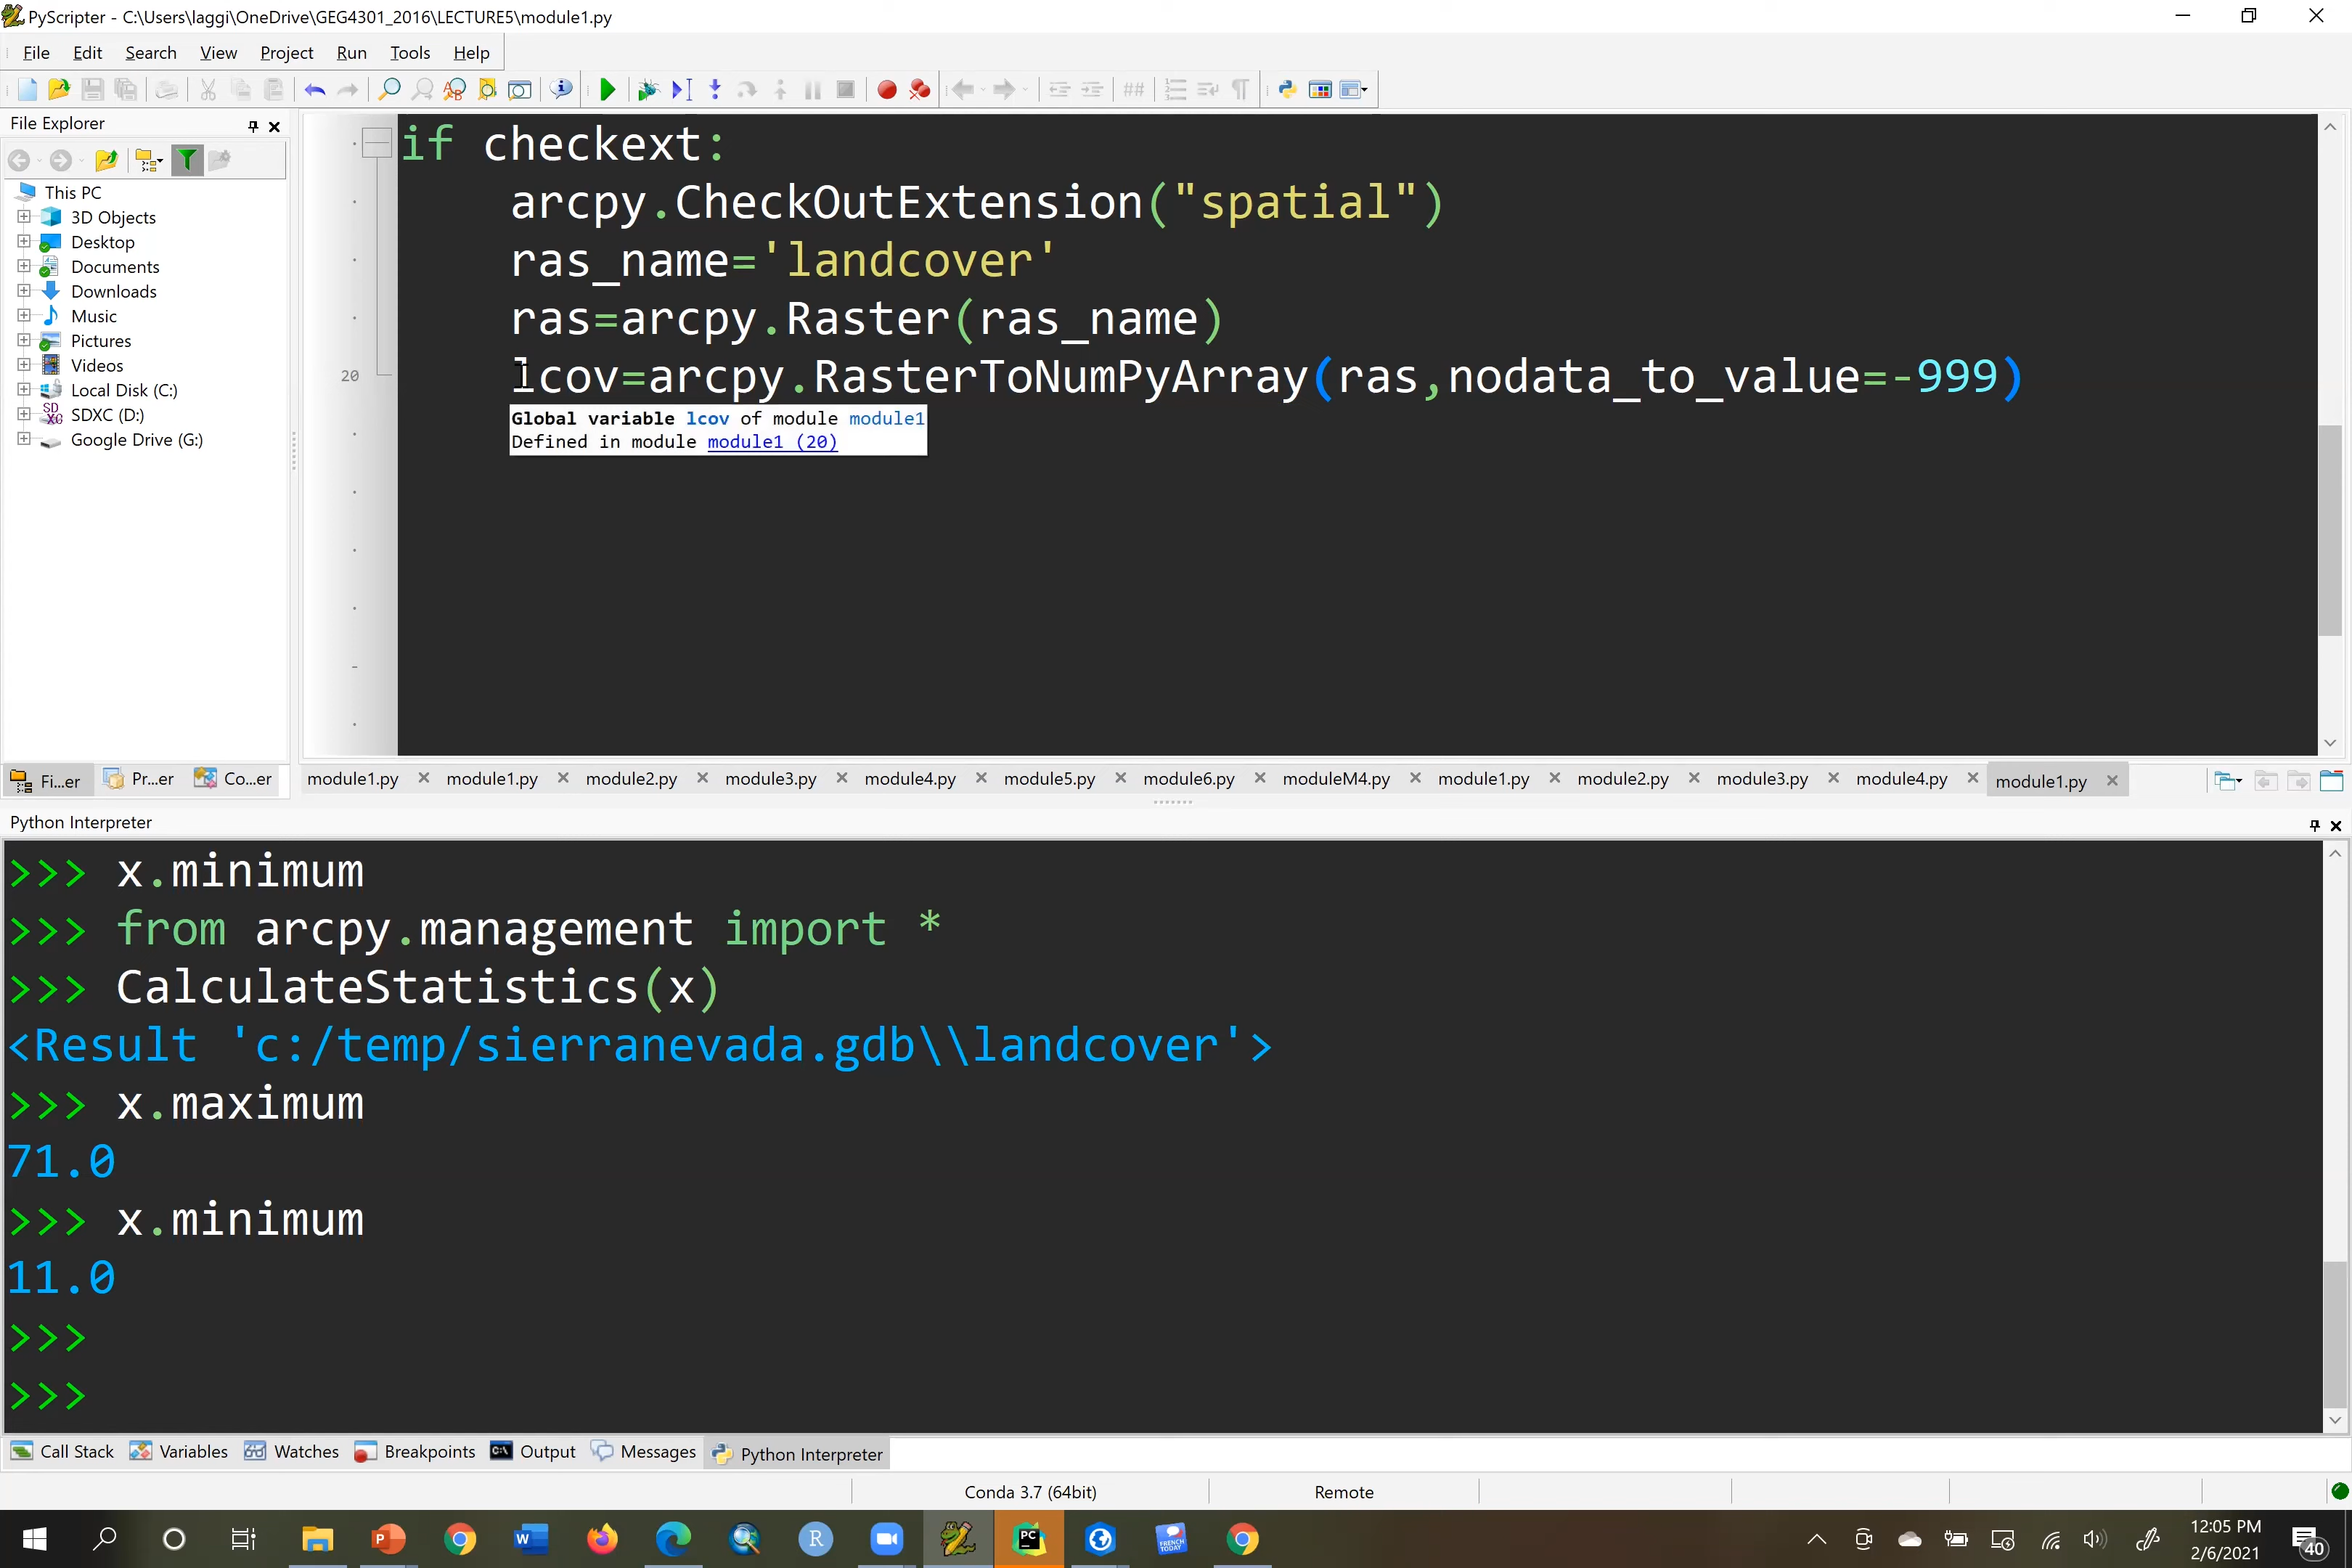 PyScripter - C:\Users\laggi\OneDrive\GEG4301_2016\LECTURE5\module1.py
File Edit Search View Project Run Tools Help
File Explorer
This PC
3D Objects
Desktop
Documents
Downloads
Music
Pictures
Videos
Local Disk (C:)
SDXC (D:)
Google Drive (G:)
Fi...er Pr...er Co...er
if checkext:
arcpy.CheckOutExtension("spatial")
ras_name='landcover'
ras=arcpy.Raster(ras_name)
20 lcov=arcpy.RasterToNumPyArray(ras,nodata_to_value=-999)
Global variable lcov of module module1
Defined in module module1 (20)
module1.py module1.py module2.py module3.py module4.py module5.py module6.py moduleM4.py module1.py module2.py module3.py module4.py module1.py
Python Interpreter
>>> x.minimum
>>> from arcpy.management import *
>>> CalculateStatistics(x)
<Result 'c:/temp/sierranevada.gdb\\landcover'>
>>> x.maximum
71.0
>>> x.minimum
11.0
>>>
>>>
Call Stack Variables Watches Breakpoints Output Messages Python Interpreter
Conda 3.7 (64bit) Remote
12:05 PM
2/6/2021
40